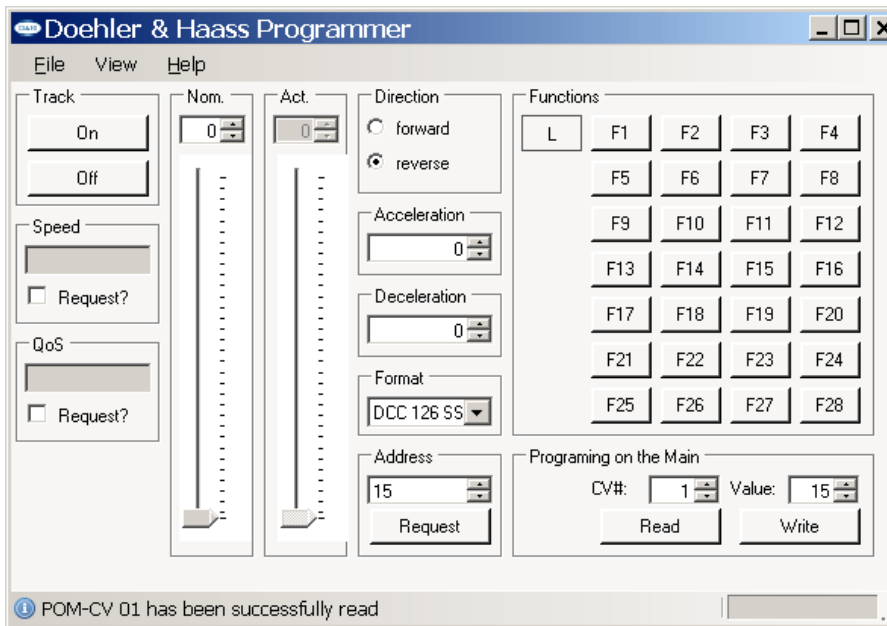 Doehler & Haass Programmer
File View Help
Track
On
Off
Speed
Request?
QoS
Request?
Nom.
0
Act.
0
Direction
forward
reverse
Acceleration
0
Deceleration
0
Format
DCC 126 SS
Address
15
Request
Functions
L F1 F2 F3 F4
F5 F6 F7 F8
F9 F10 F11 F12
F13 F14 F15 F16
F17 F18 F19 F20
F21 F22 F23 F24
F25 F26 F27 F28
Programing on the Main
CV#: 1 Value: 15
Read Write
POM-CV 01 has been successfully read